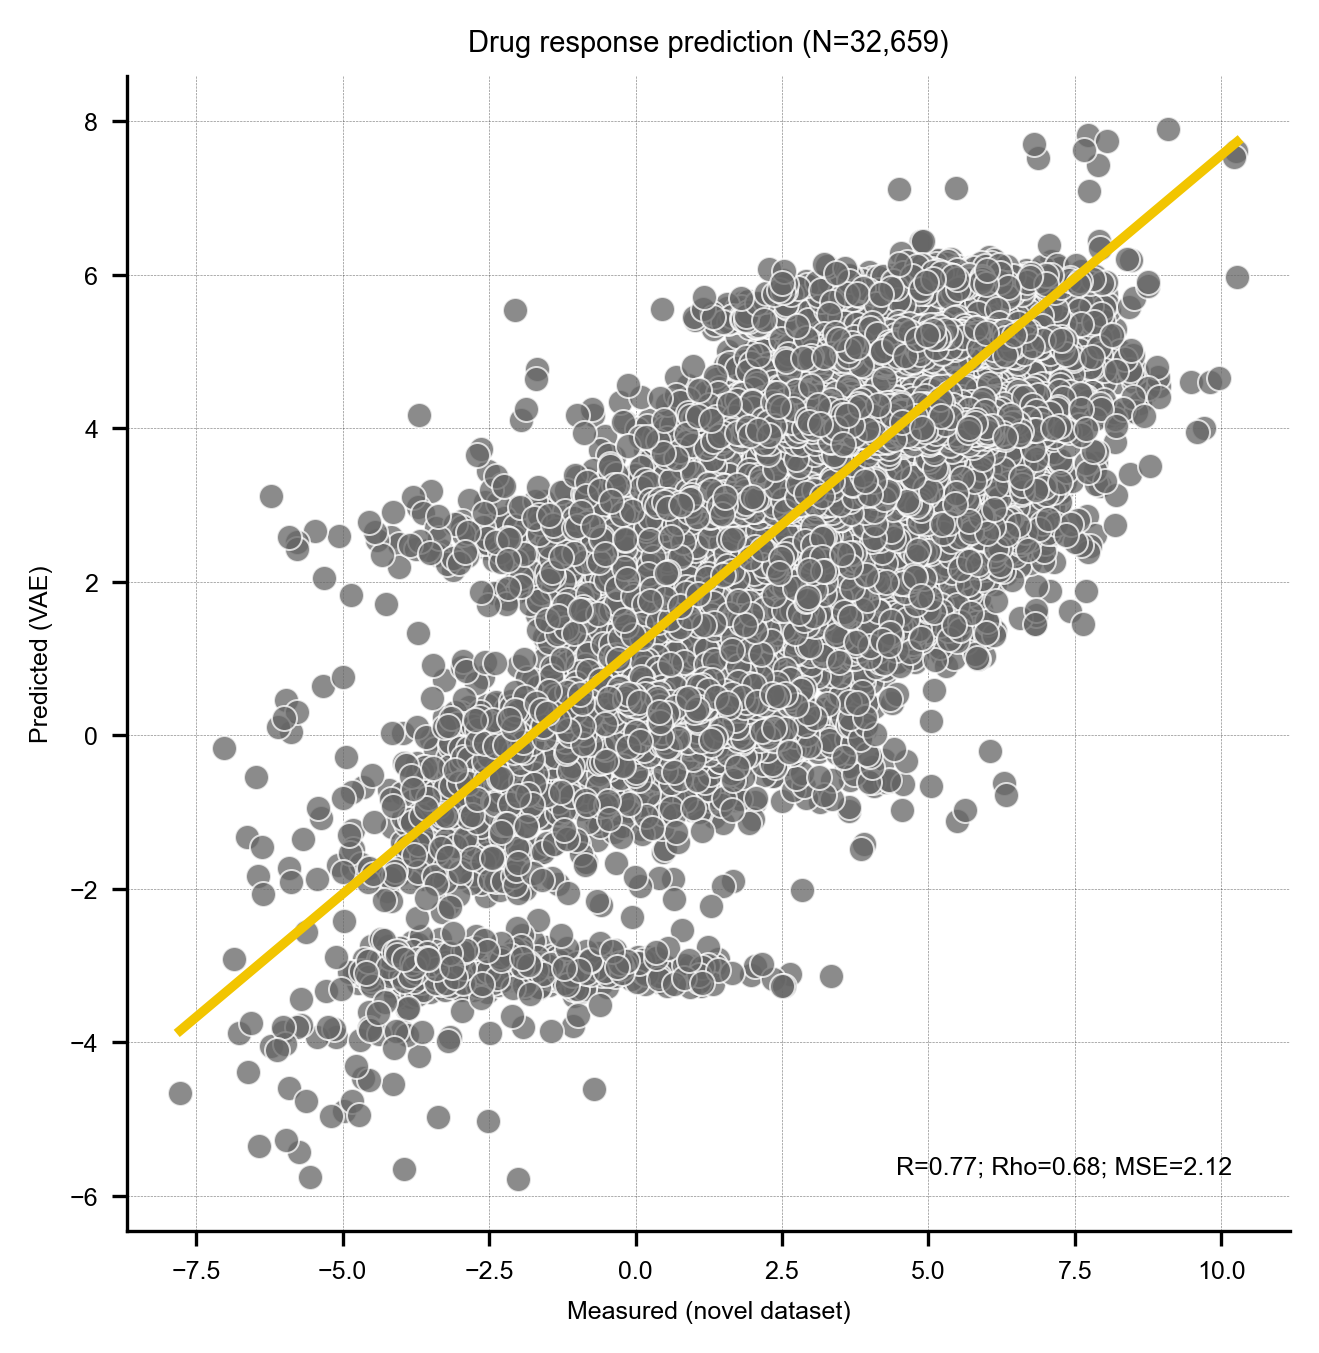 Drug response prediction (N=32,659)
8
6
4
2
0
−2
−4
−6
Predicted (VAE)
R=0.77; Rho=0.68; MSE=2.12
−7.5 −5.0 −2.5 0.0 2.5 5.0 7.5 10.0
Measured (novel dataset)